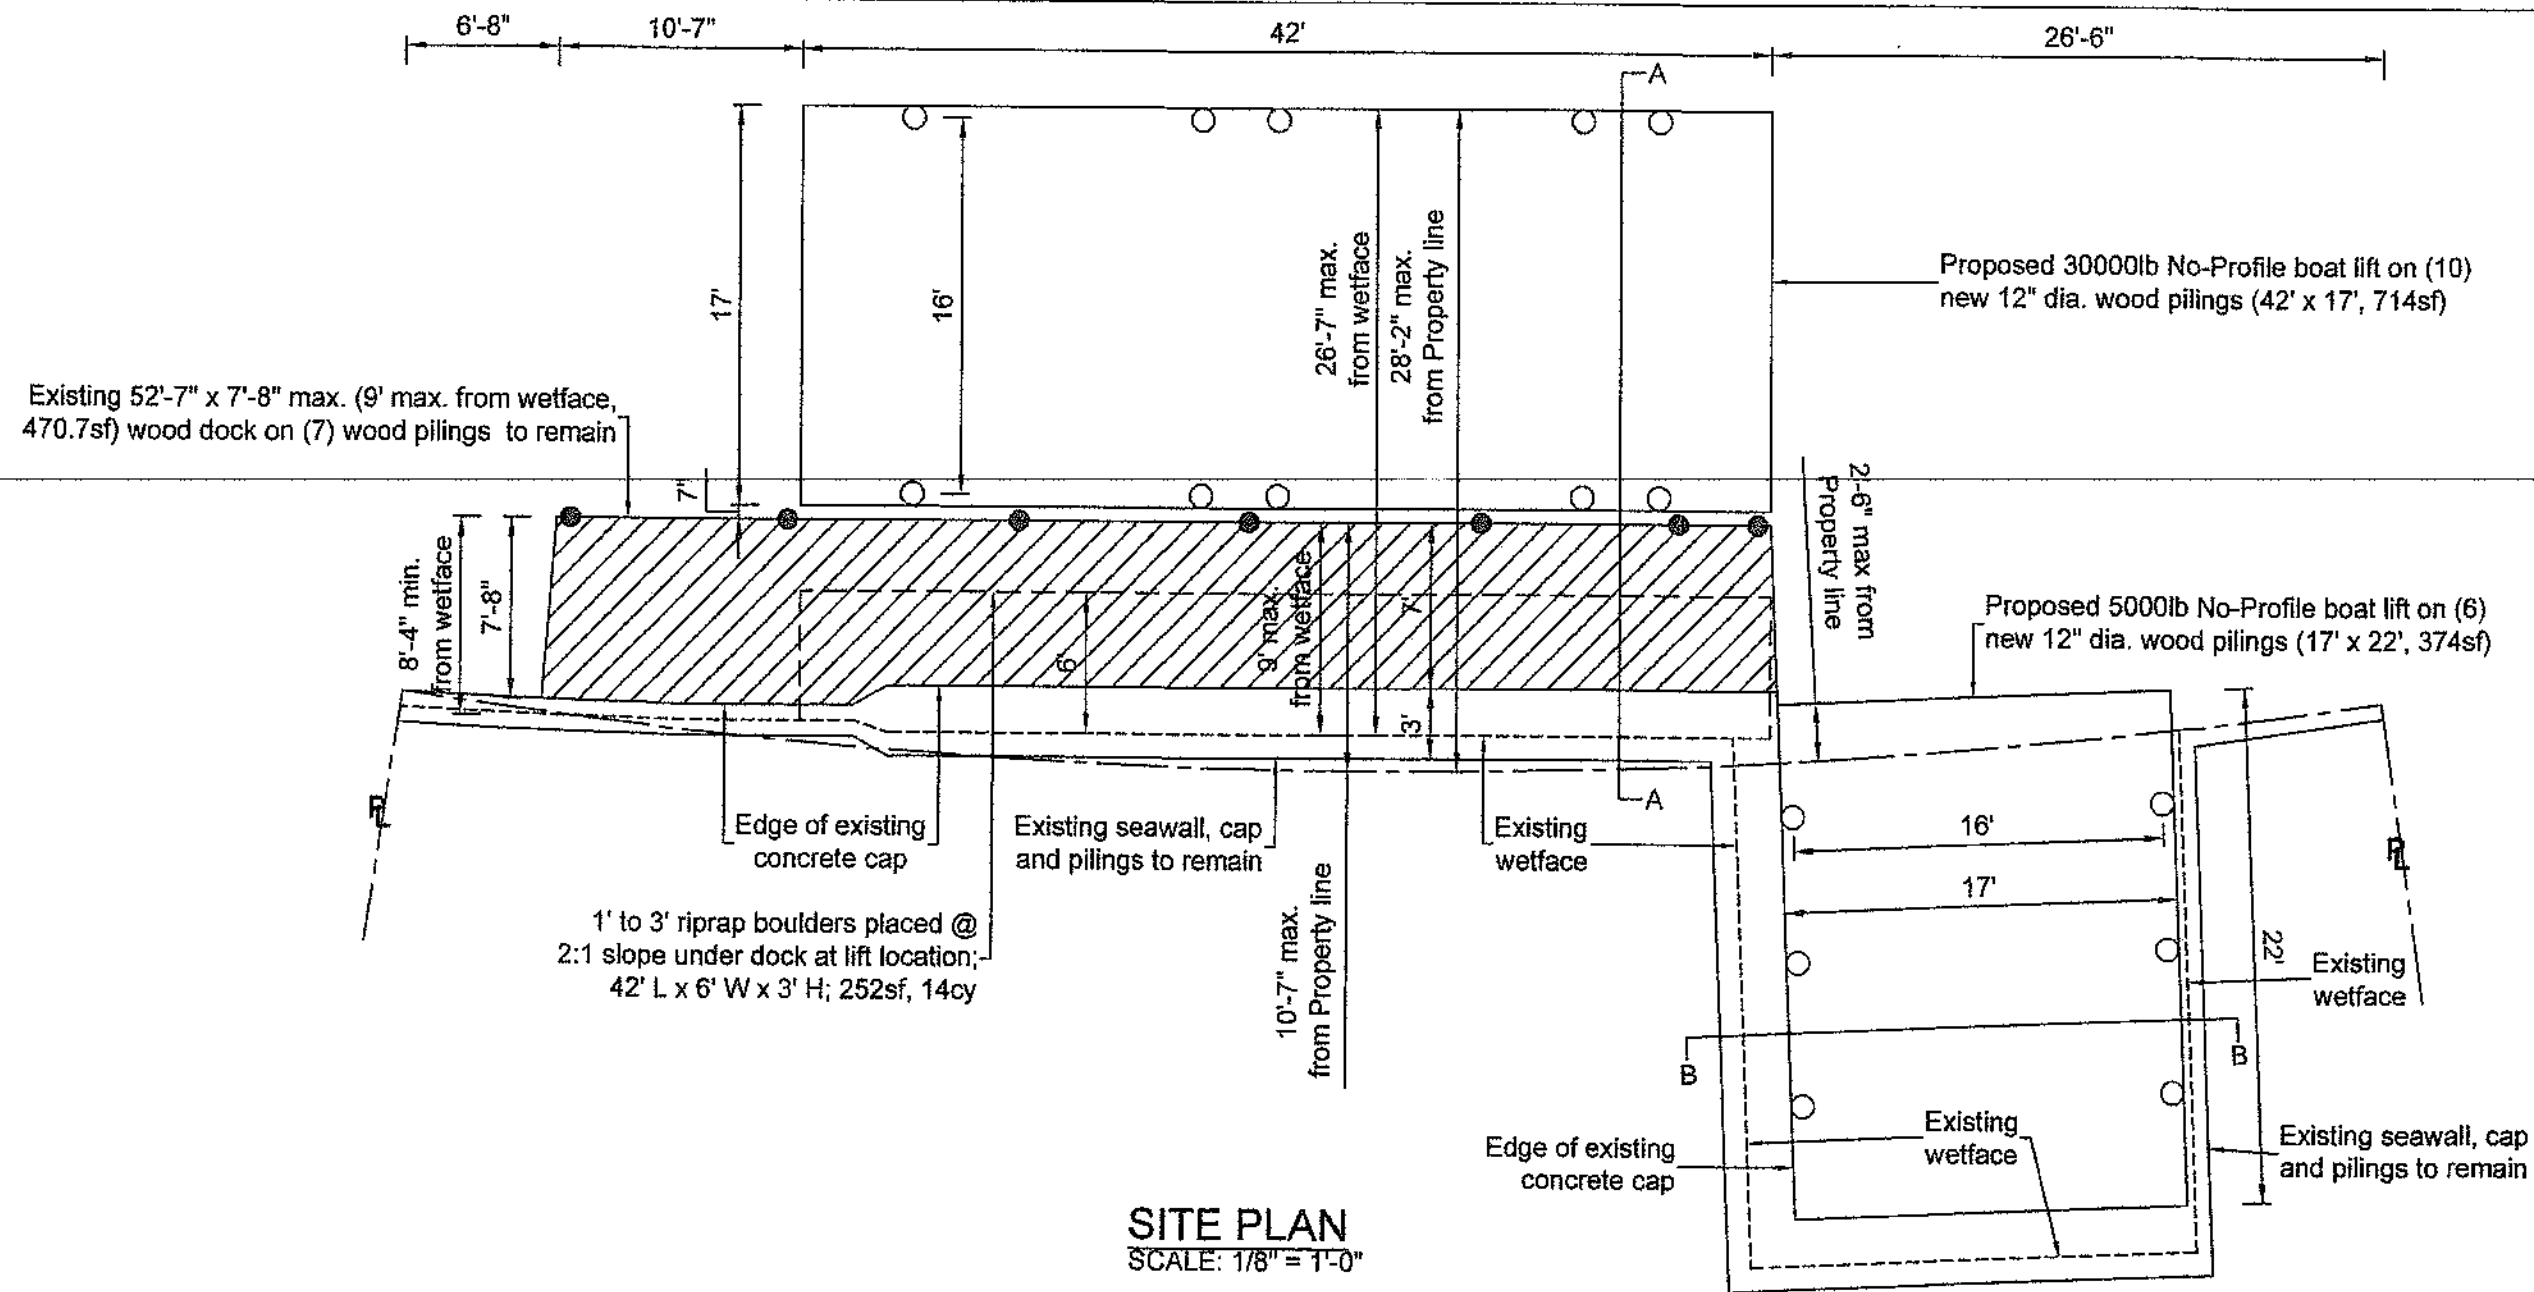 6'-8"
10'-7"
42'
26'-6"
A
17'
16'
26'-7" max.
from wetface
28'-2" max.
from Property line
Proposed 30000lb No-Profile boat lift on (10)
new 12" dia. wood pilings (42' x 17', 714sf)
Existing 52'-7" x 7'-8" max. (9' max. from wetface,
470.7sf) wood dock on (7) wood pilings to remain
7"
2'-6" max from
Property line
8'-4" min.
from wetface
7'-8"
6'
9' max.
from wetface
7'
3'
Proposed 5000lb No-Profile boat lift on (6)
new 12" dia. wood pilings (17' x 22', 374sf)
PL
Edge of existing
concrete cap
Existing seawall, cap
and pilings to remain
Existing
wetface
A
16'
17'
PL
1' to 3' riprap boulders placed @
2:1 slope under dock at lift location;
42' L x 6' W x 3' H; 252sf, 14cy
10'-7" max.
from Property line
22'
Existing
wetface
B
B
Edge of existing
concrete cap
Existing
wetface
Existing seawall, cap
and pilings to remain
SITE PLAN
SCALE: 1/8" = 1'-0"